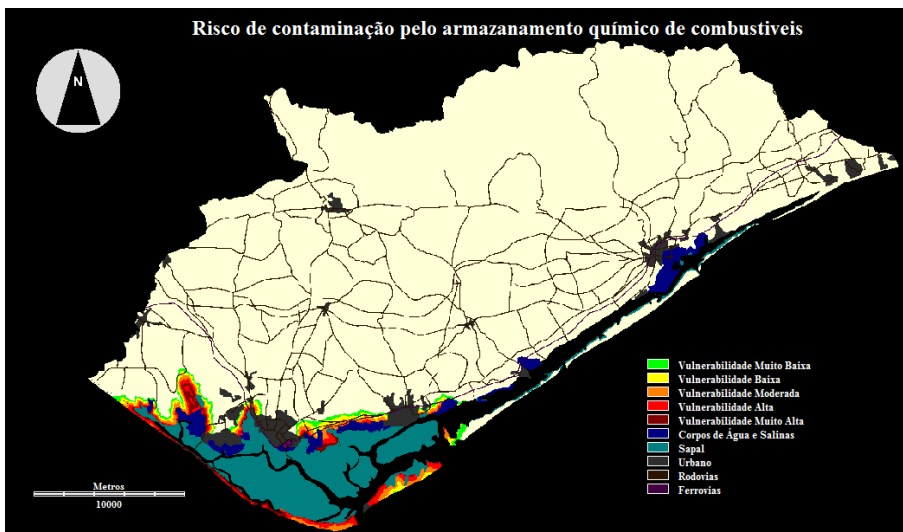 Risco de contaminação pelo armazanamento químico de combustiveis
N
Vulnerabilidade Muito Baixa
Vulnerabilidade Baixa
Vulnerabilidade Moderada
Vulnerabilidade Alta
Vulnerabilidade Muito Alta
Corpos de Água e Salinas
Sapal
Urbano
Rodovias
Ferrovias
Metros
10000